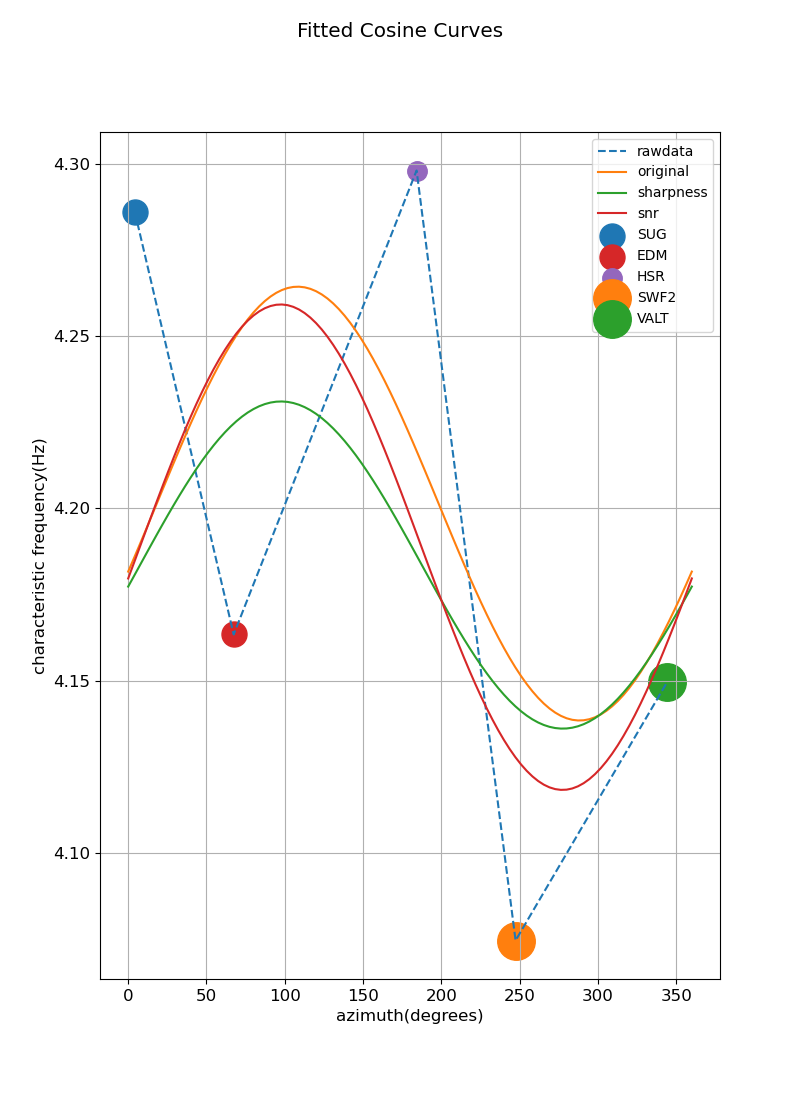 Fitted Cosine Curves
characteristic frequency(Hz)
4.30
4.25
4.20
4.15
4.10
rawdata
original
sharpness
snr
SUG
EDM
HSR
SWF2
VALT
0 50 100 150 200 250 300 350
azimuth(degrees)